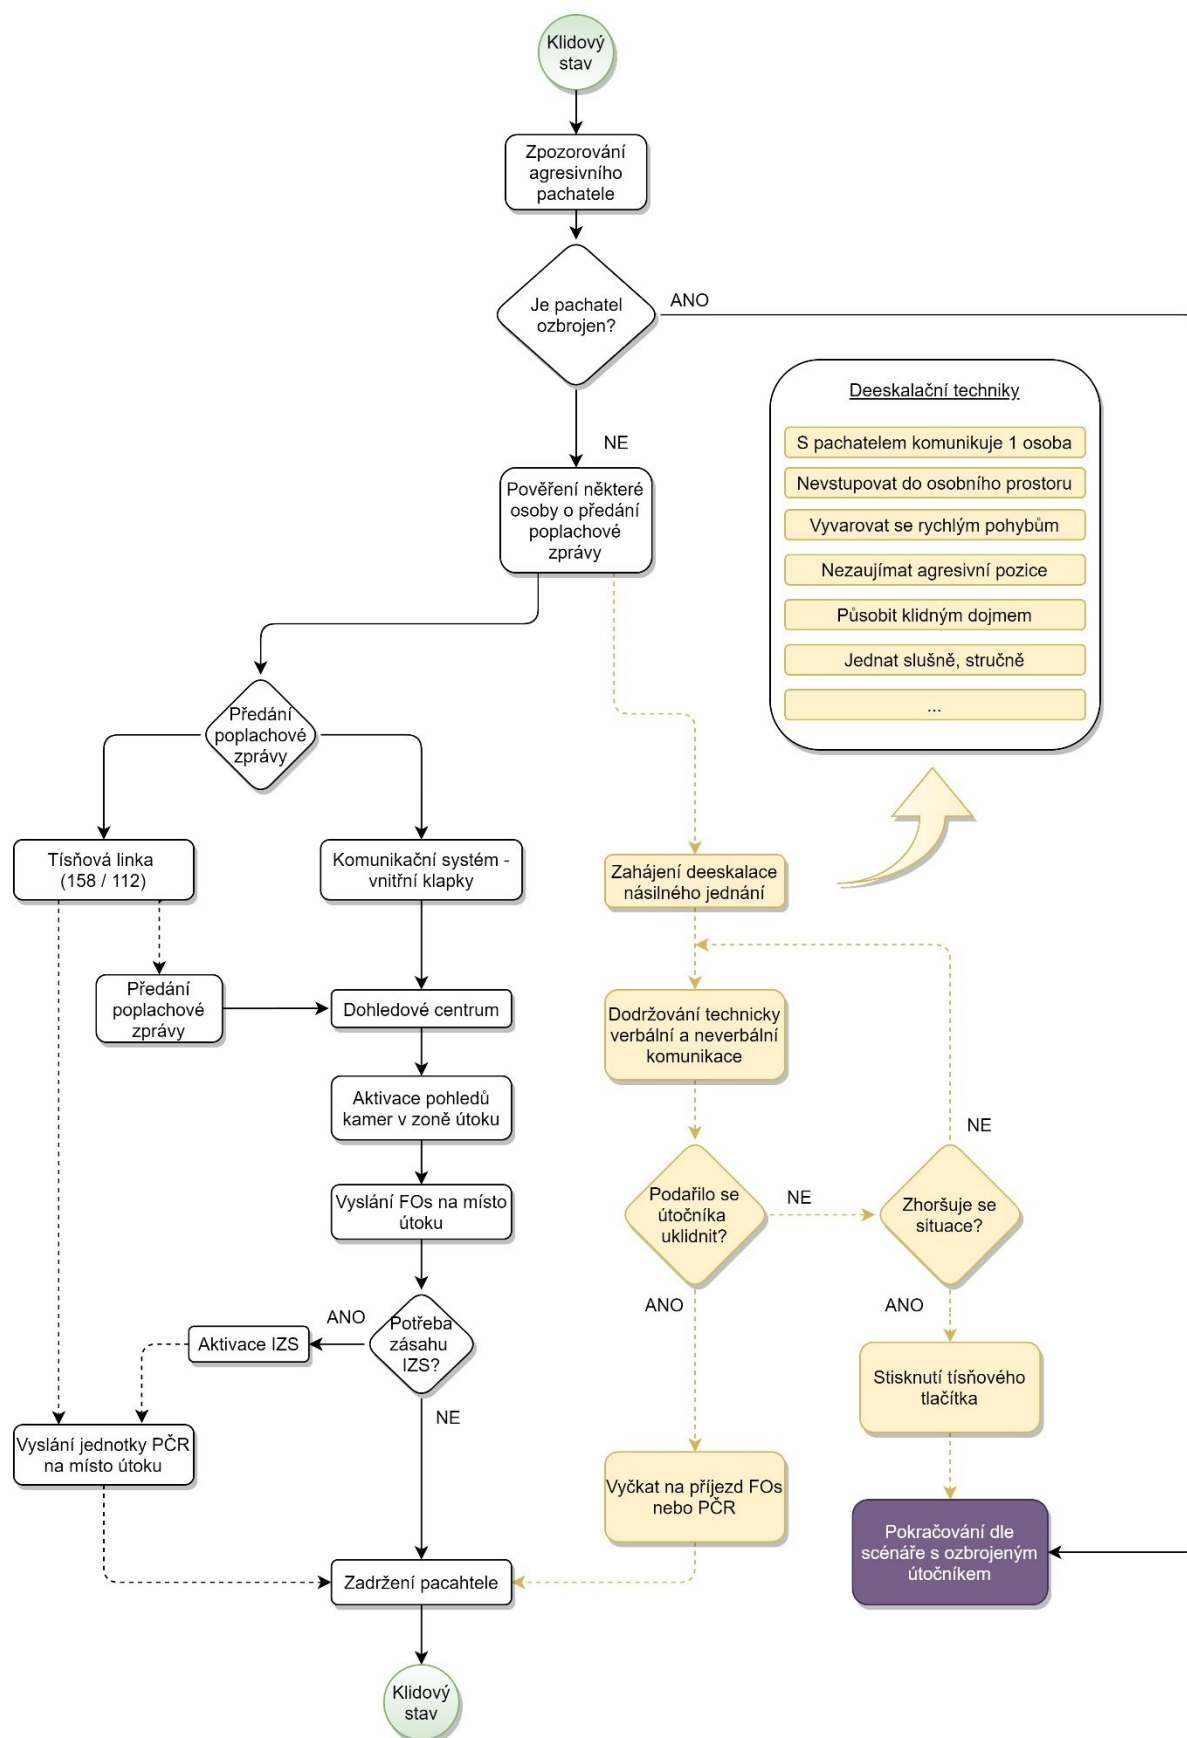 Klidový
stav
Zpozorování
agresivního
pachatele
Je pachatel
ozbrojen?
ANO
NE
Deeskalační techniky
S pachatelem komunikuje 1 osoba
Nevstupovat do osobního prostoru
Vyvarovat se rychlým pohybům
Nezaujímat agresivní pozice
Působit klidným dojmem
Jednat slušně, stručně
...
Pověření některé
osoby o předání
poplachové
zprávy
Předání
poplachové
zprávy
Tísňová linka
(158 / 112)
Komunikační systém -
vnitřní klapky
Zahájení deeskalace
násilného jednání
Předání
poplachové
zprávy
Dohledové centrum
Dodržování technicky
verbální a neverbální
komunikace
Aktivace pohledů
kamer v zoně útoku
NE
Podařilo se
útočníka
uklidnit?
NE
Zhoršuje se
situace?
Vyslání FOs na místo
útoku
ANO
ANO
ANO
Potřeba
zásahu
IZS?
Aktivace IZS
Stisknutí tísňového
tlačítka
NE
Vyslání jednotky PČR
na místo útoku
Vyčkat na příjezd FOs
nebo PČR
Pokračování dle
scénáře s ozbrojeným
útočníkem
Zadržení pacahtele
Klidový
stav